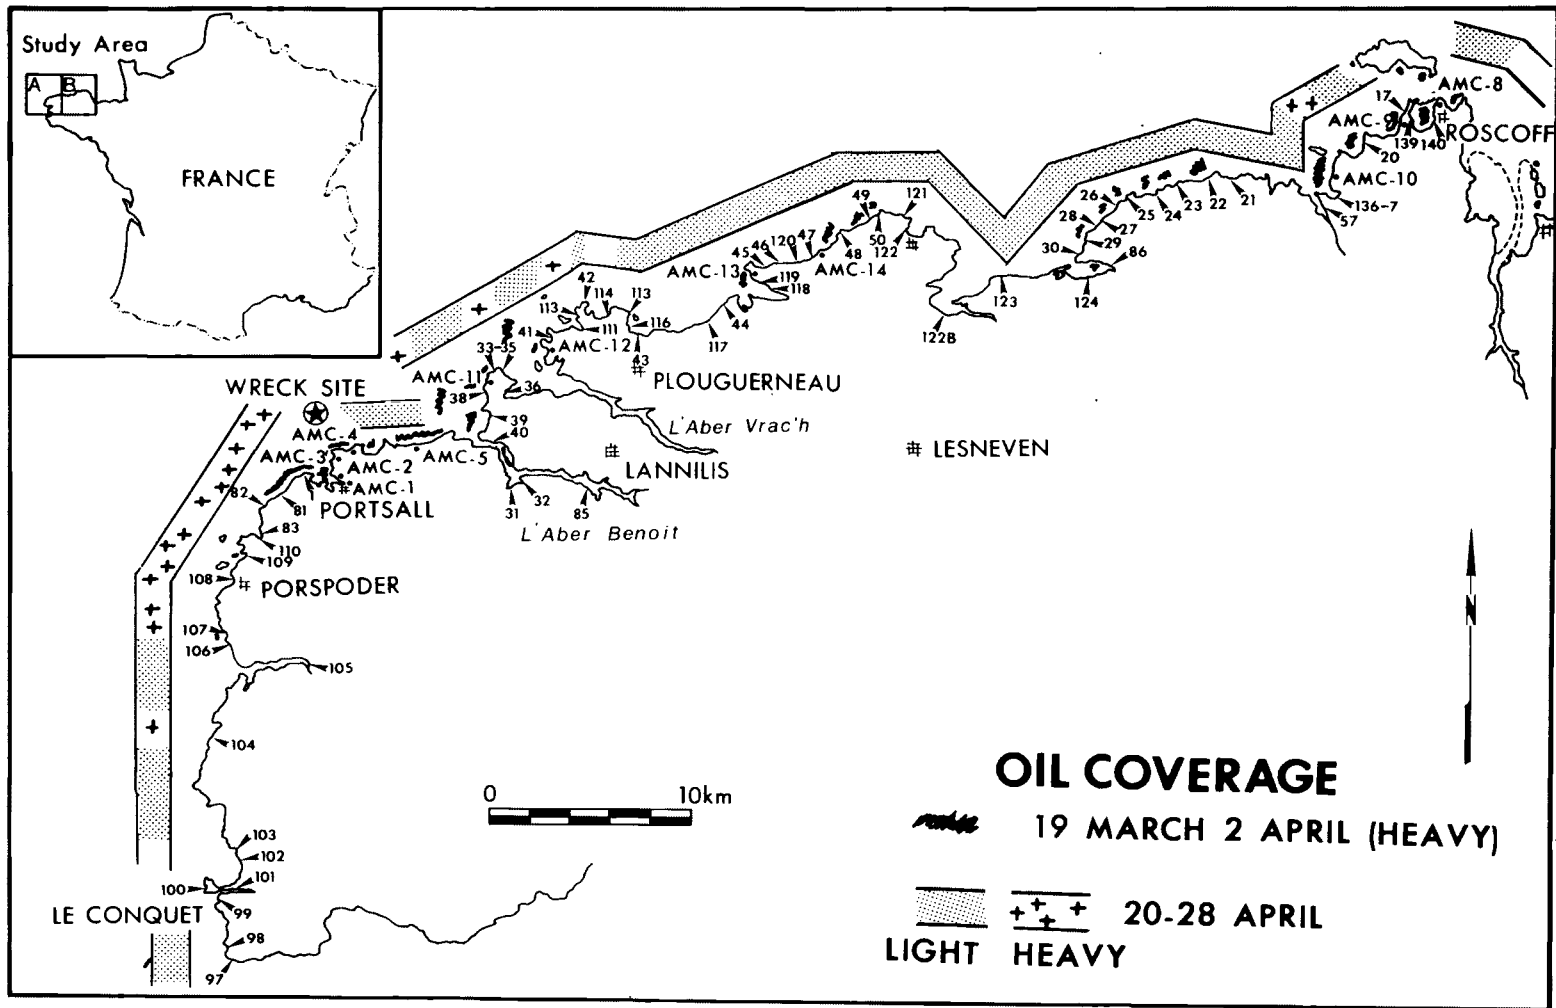 Study Area
A
B
FRANCE
WRECK SITE
AMC-4
AMC-3
AMC-2
AMC-1
AMC-5
PORTSALL
82
81
83
110
109
108
PORSPODER
107
106
105
104
103
102
101
100
LE CONQUET
99
98
97
AMC-11
33-35
36
38
39
40
31
32
85
L'Aber Benoit
L'Aber Vrac'h
LANNILIS
LESNEVEN
PLOUGUERNEAU
41
AMC-12
42
113
114
113
111
116
43
117
44
AMC-13
45
46
120
47
119
118
AMC-14
48
49
50
121
122
122B
123
124
86
30
29
28
27
26
25
24
23
22
21
57
136-7
AMC-10
20
139
140
AMC-9
17
AMC-8
ROSCOFF
N
0 10km
OIL COVERAGE
19 MARCH 2 APRIL (HEAVY)
20-28 APRIL
LIGHT HEAVY